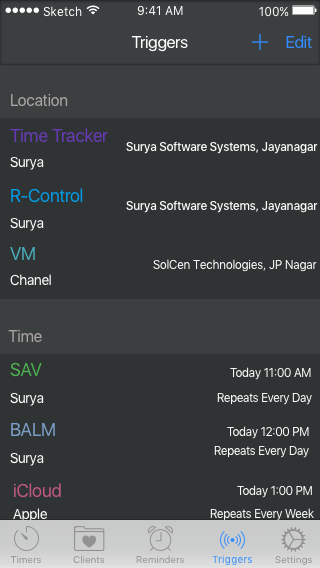 Sketch 9:41 AM 100%
Triggers Edit
Location
Time Tracker
Surya Software Systems, Jayanagar
Surya
R-Control
Surya Software Systems, Jayanagar
Surya
VM
SolCen Technologies, JP Nagar
Chanel
Time
SAV
Today 11:00 AM
Surya
Repeats Every Day
BALM
Today 12:00 PM
Surya
Repeats Every Day
iCloud
Today 1:00 PM
Apple
Repeats Every Week
Timers Clients Reminders Triggers Settings